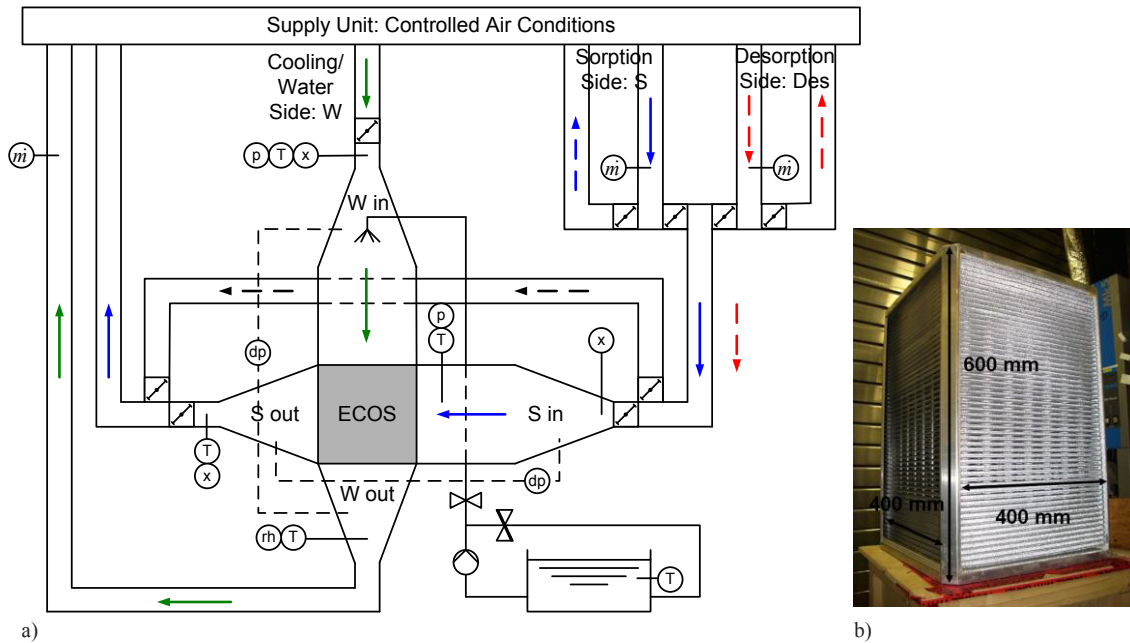 Supply Unit: Controlled Air Conditions
Cooling/
Water
Side: W
Sorption
Side: S
Desorption
Side: Des
ṁ
p T x
ṁ
ṁ
W in
p
T
x
dp
S out
ECOS
S in
T
x
W out
dp
rh T
T
600 mm
400 mm
400 mm
a)
b)